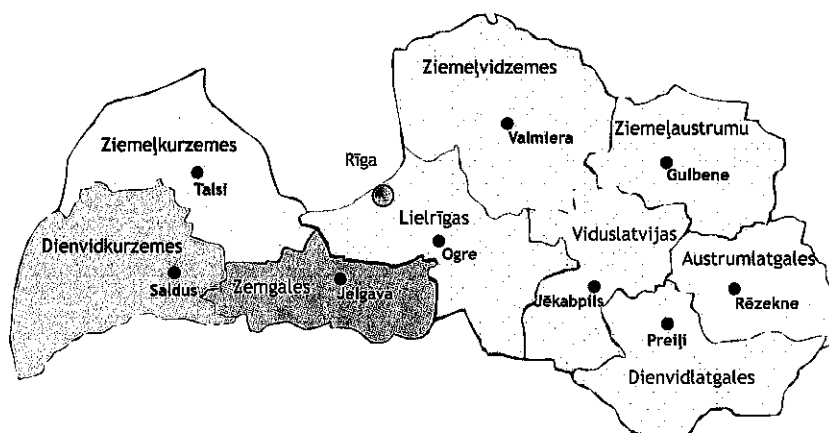 Ziemeļvidzemes
Valmiera
Ziemeļaustrumu
Gulbene
Ziemeļkurzemes
Talsi
Rīga
Lielrīgas
Ogre
Viduslatvijas
Jēkabpils
Dienvidkurzemes
Saldus
Zemgales
Jelgava
Austrumlatgales
Rēzekne
Preiļi
Dienvidlatgales